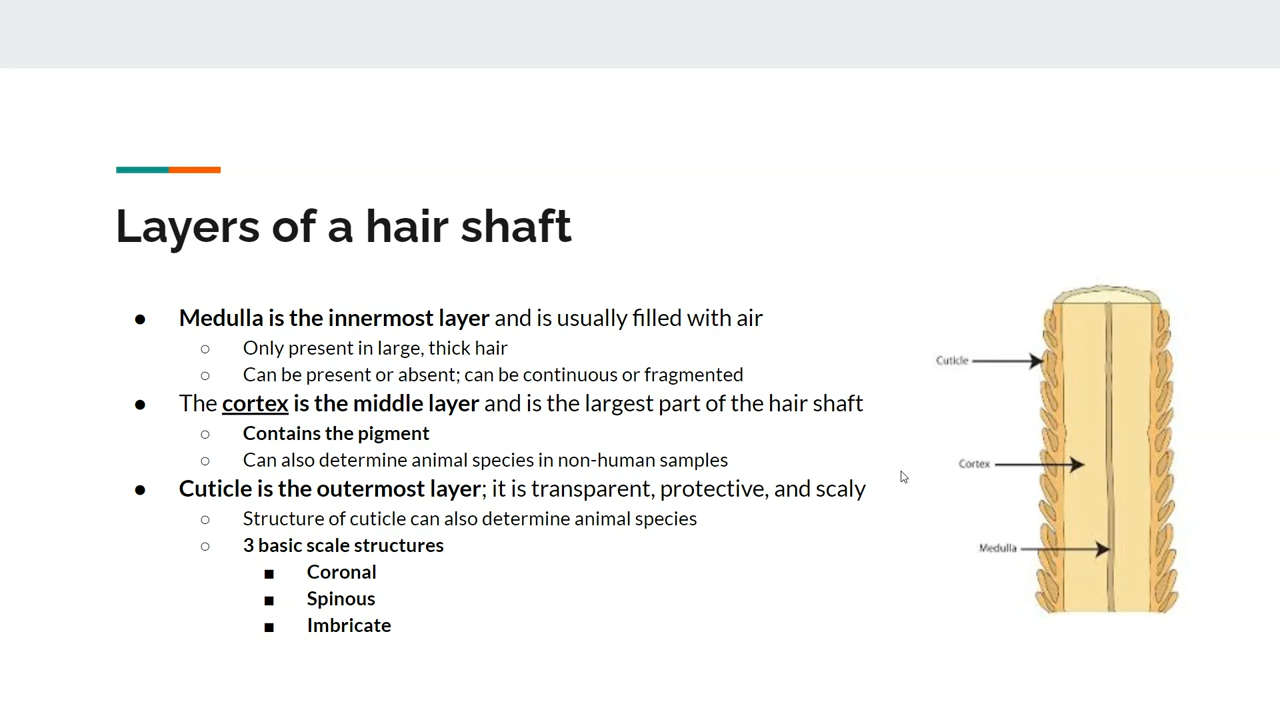 Layers of a hair shaft
● Medulla is the innermost layer and is usually filled with air
○ Only present in large, thick hair
○ Can be present or absent; can be continuous or fragmented
● The cortex is the middle layer and is the largest part of the hair shaft
○ Contains the pigment
○ Can also determine animal species in non-human samples
● Cuticle is the outermost layer; it is transparent, protective, and scaly
○ Structure of cuticle can also determine animal species
○ 3 basic scale structures
■ Coronal
■ Spinous
■ Imbricate
Cuticle
Cortex
Medulla